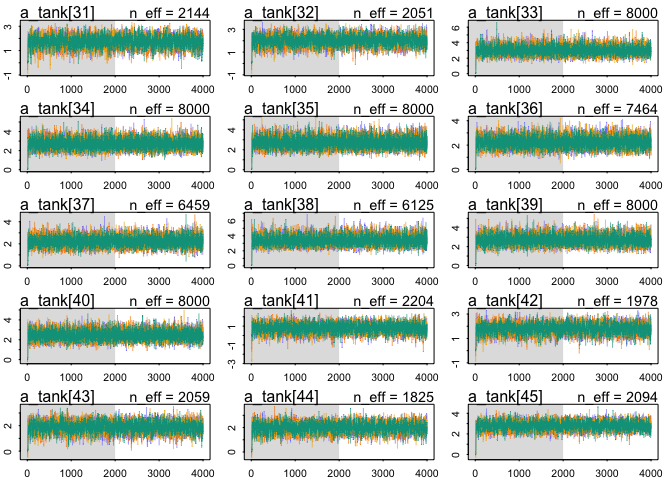 a_tank[31] n_eff = 2144 a_tank[32] n_eff = 2051 a_tank[33] n_eff = 8000
-1 1 3 -1 1 3 0 2 4 6
0 1000 2000 3000 4000 0 1000 2000 3000 4000 0 1000 2000 3000 4000
a_tank[34] n_eff = 8000 a_tank[35] n_eff = 8000 a_tank[36] n_eff = 7464
0 2 4 0 2 4 0 2 4
0 1000 2000 3000 4000 0 1000 2000 3000 4000 0 1000 2000 3000 4000
a_tank[37] n_eff = 6459 a_tank[38] n_eff = 6125 a_tank[39] n_eff = 8000
0 2 4 0 2 4 6 0 2 4
0 1000 2000 3000 4000 0 1000 2000 3000 4000 0 1000 2000 3000 4000
a_tank[40] n_eff = 8000 a_tank[41] n_eff = 2204 a_tank[42] n_eff = 1978
0 2 4 -3 -1 1 -1 1 3
0 1000 2000 3000 4000 0 1000 2000 3000 4000 0 1000 2000 3000 4000
a_tank[43] n_eff = 2059 a_tank[44] n_eff = 1825 a_tank[45] n_eff = 2094
0 2 0 2 0 2 4
0 1000 2000 3000 4000 0 1000 2000 3000 4000 0 1000 2000 3000 4000